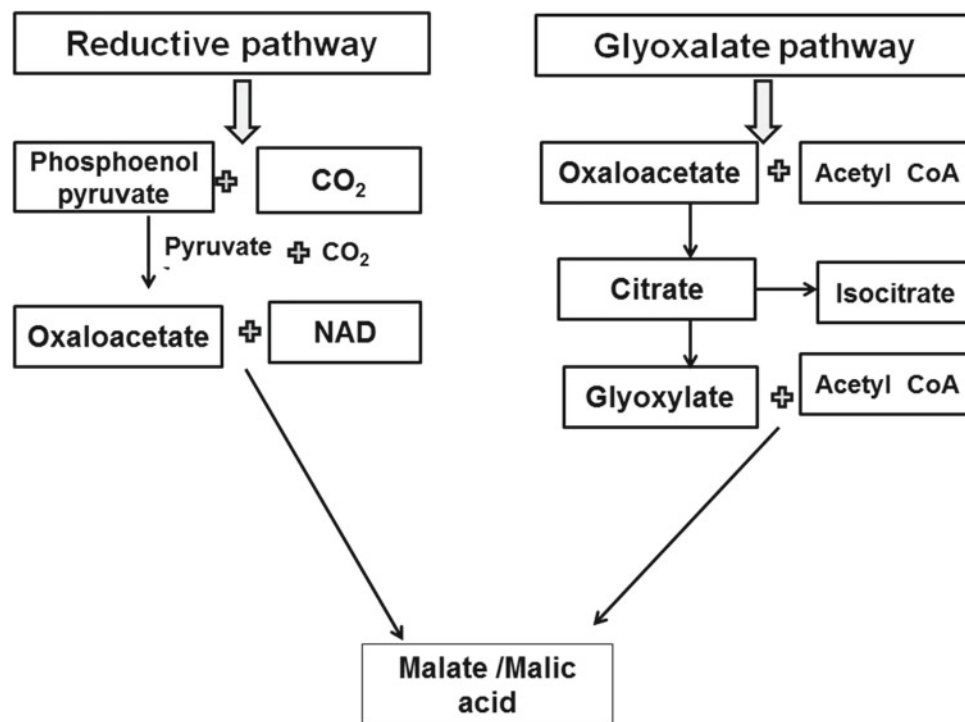 Reductive pathway
Phosphoenol
pyruvate
CO₂
Pyruvate + CO₂
Oxaloacetate
NAD
Glyoxalate pathway
Oxaloacetate
Acetyl CoA
Citrate
Isocitrate
Glyoxylate
Acetyl CoA
Malate /Malic
acid